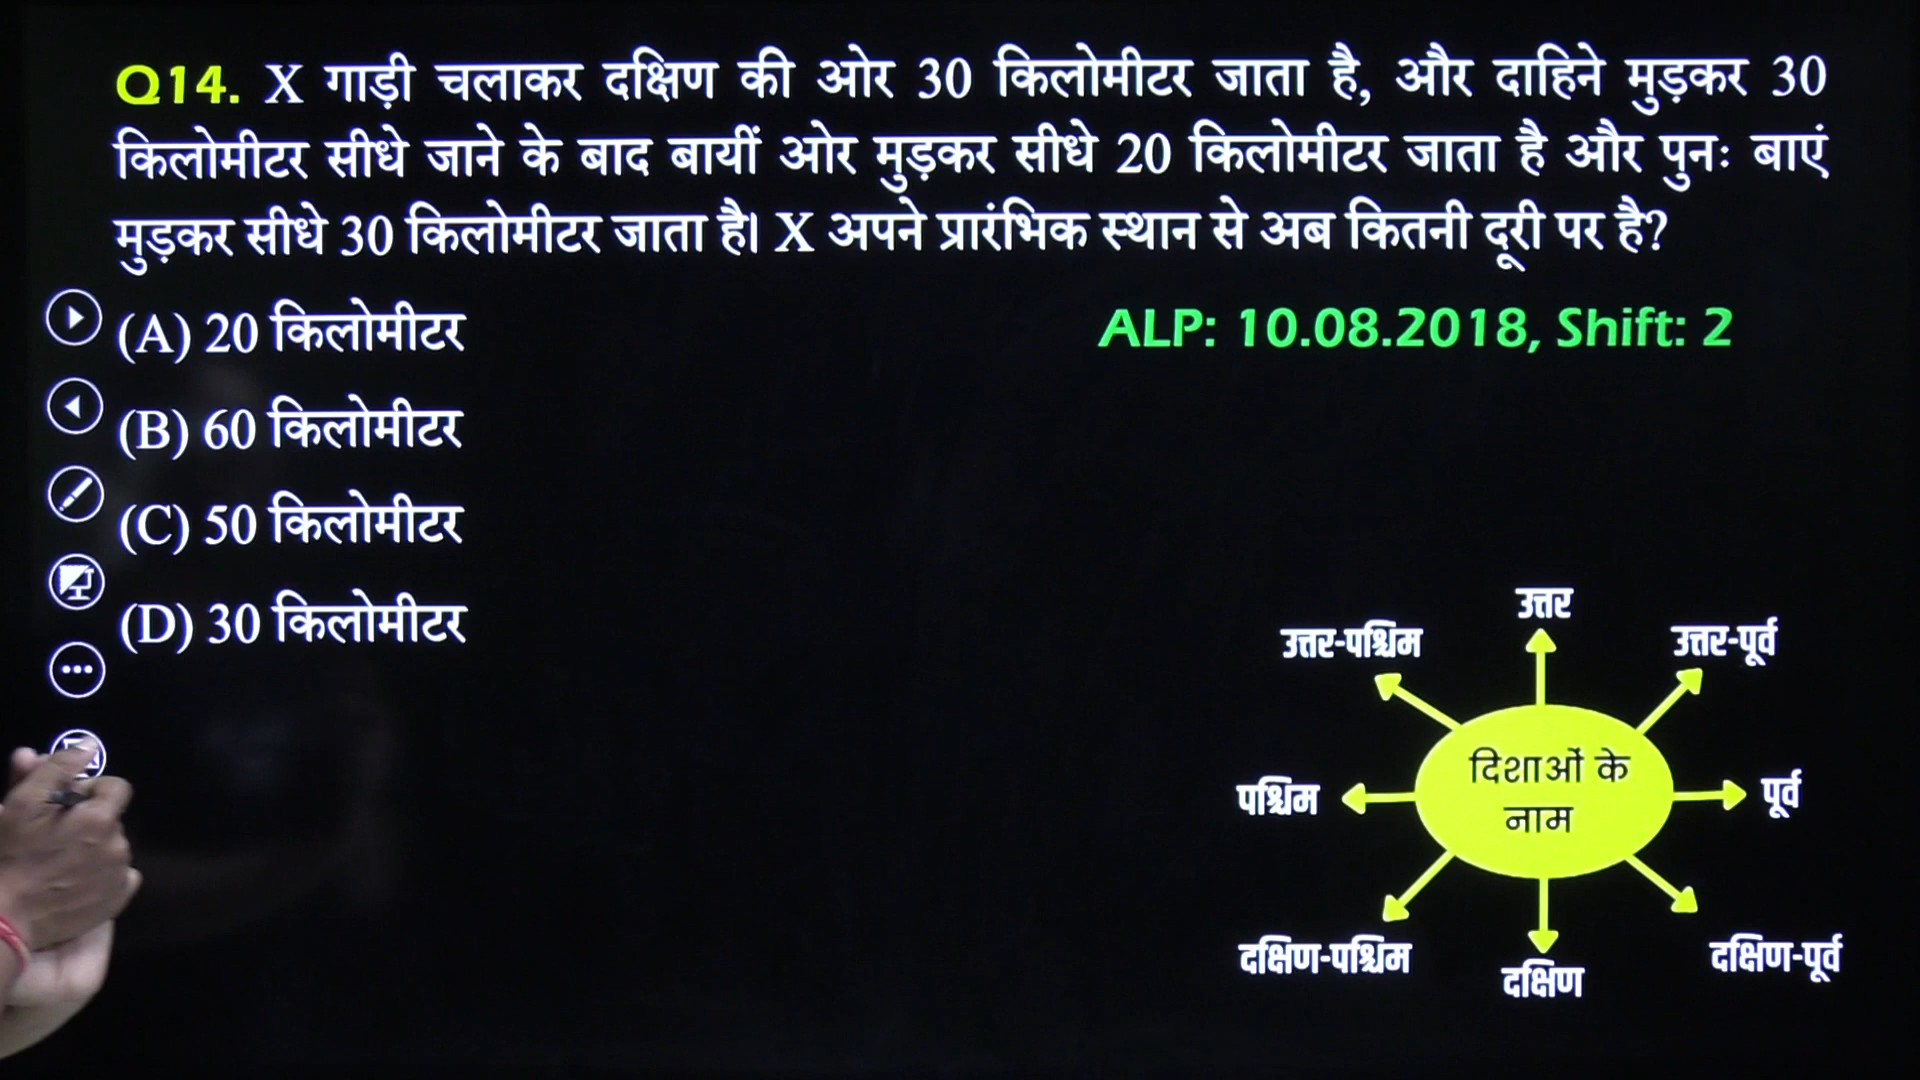 Q14. X गाड़ी चलाकर दक्षिण की ओर 30 किलोमीटर जाता है, और दाहिने मुड़कर 30
किलोमीटर सीधे जाने के बाद बायीं ओर मुड़कर सीधे 20 किलोमीटर जाता है और पुनः बाएं
मुड़कर सीधे 30 किलोमीटर जाता है। X अपने प्रारंभिक स्थान से अब कितनी दूरी पर है?
(A) 20 किलोमीटर
ALP: 10.08.2018, Shift: 2
(B) 60 किलोमीटर
(C) 50 किलोमीटर
(D) 30 किलोमीटर
उत्तर
उत्तर-पश्चिम
उत्तर-पूर्व
दिशाओं के
नाम
पश्चिम
पूर्व
दक्षिण-पश्चिम
दक्षिण
दक्षिण-पूर्व